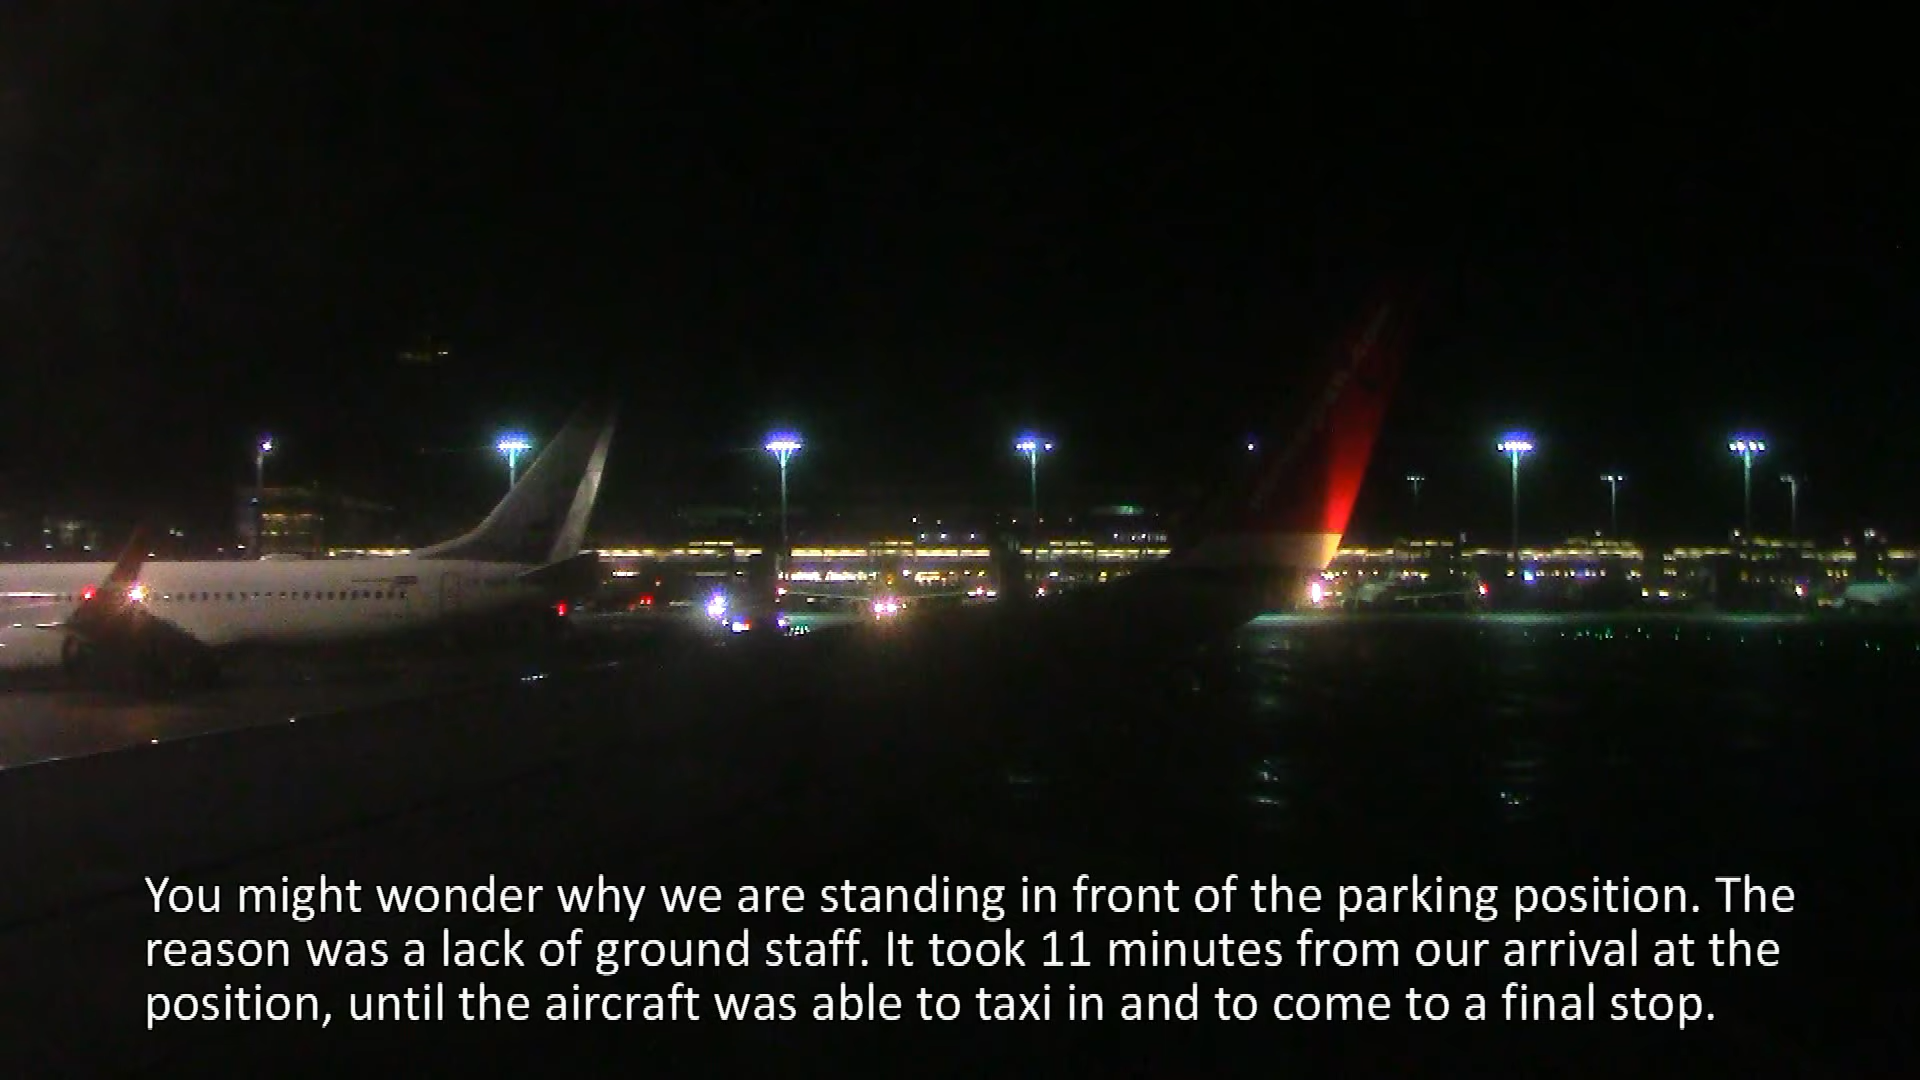 You might wonder why we are standing in front of the parking position. The
reason was a lack of ground staff. It took 11 minutes from our arrival at the
position, until the aircraft was able to taxi in and to come to a final stop.